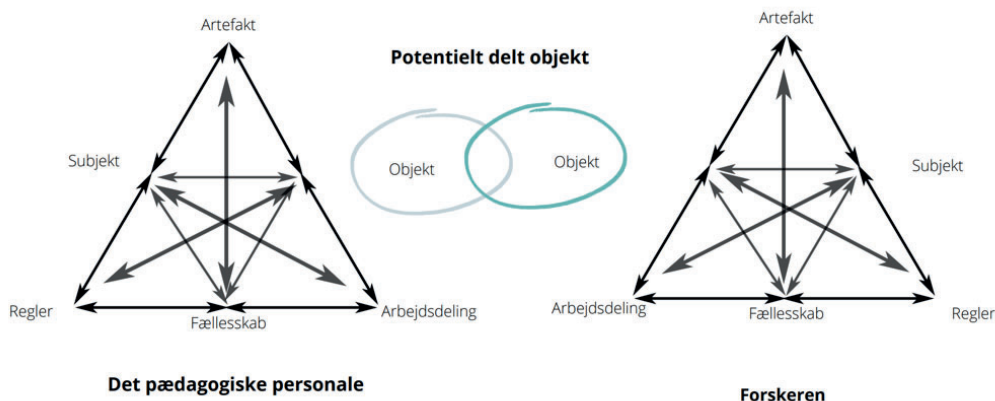 Artefakt
Artefakt
Potentielt delt objekt
Subjekt
Objekt
Objekt
Subjekt
Regler
Fællesskab
Arbejdsdeling
Arbejdsdeling
Fællesskab
Regler
Det pædagogiske personale
Forskeren